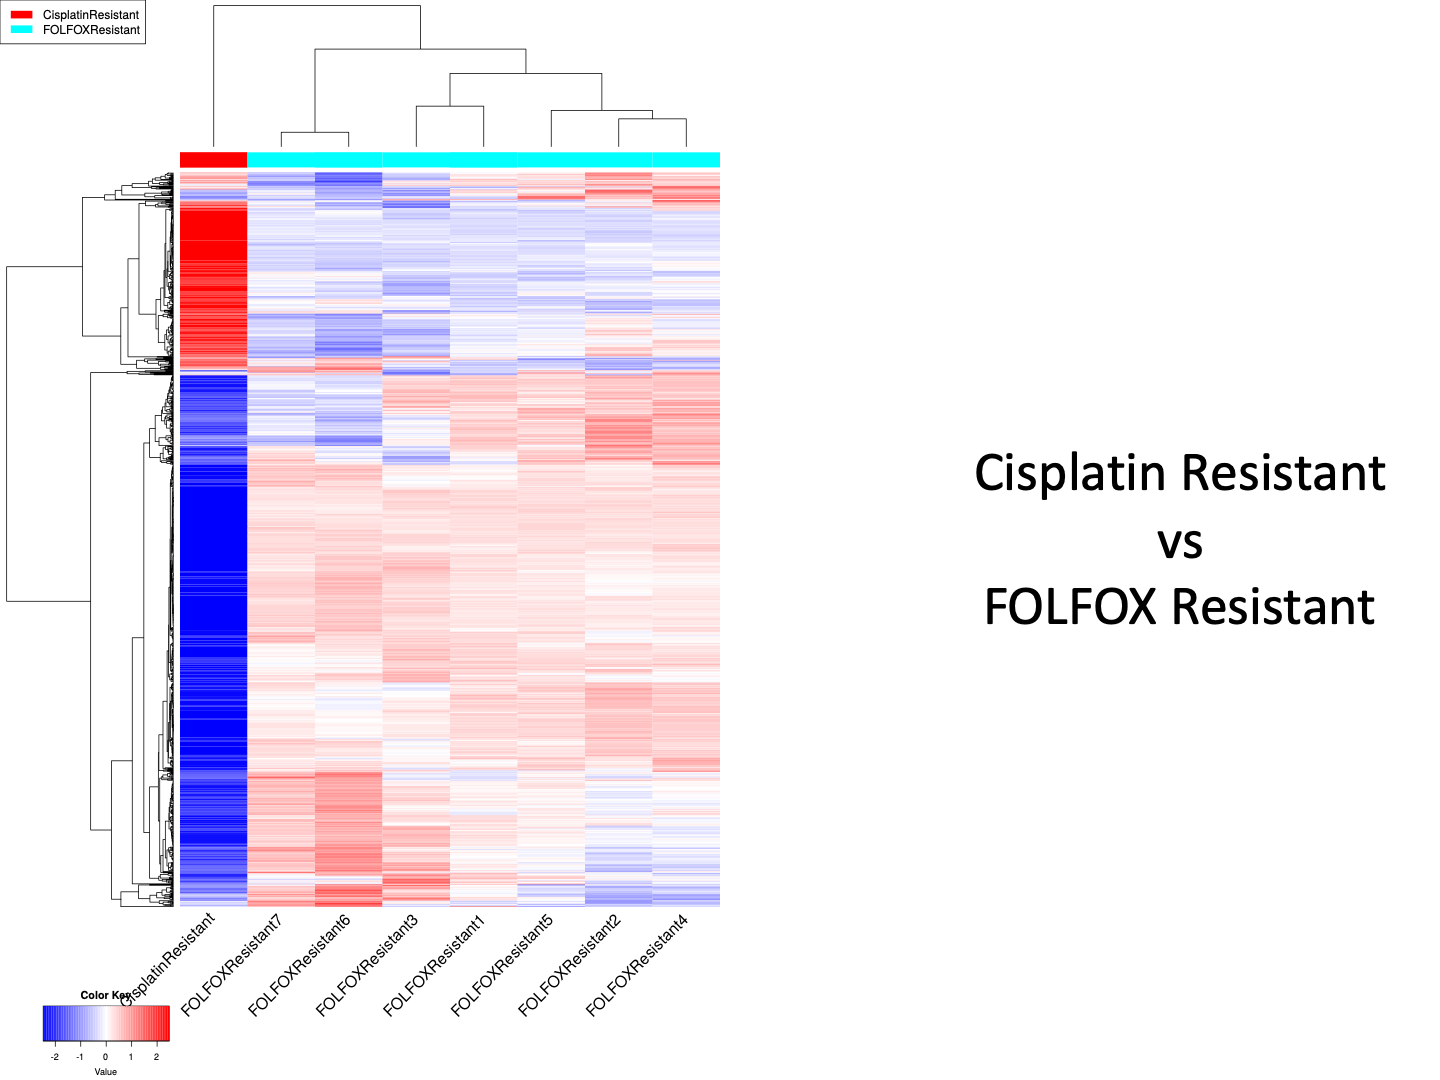 CisplatinResistant
FOLFOXResistant
Cisplatin Resistant
vs
FOLFOX Resistant
CisplatinResistant
FOLFOXResistant7
FOLFOXResistant6
FOLFOXResistant3
FOLFOXResistant1
FOLFOXResistant5
FOLFOXResistant2
FOLFOXResistant4
Color Key
-2 -1 0 1 2
Value